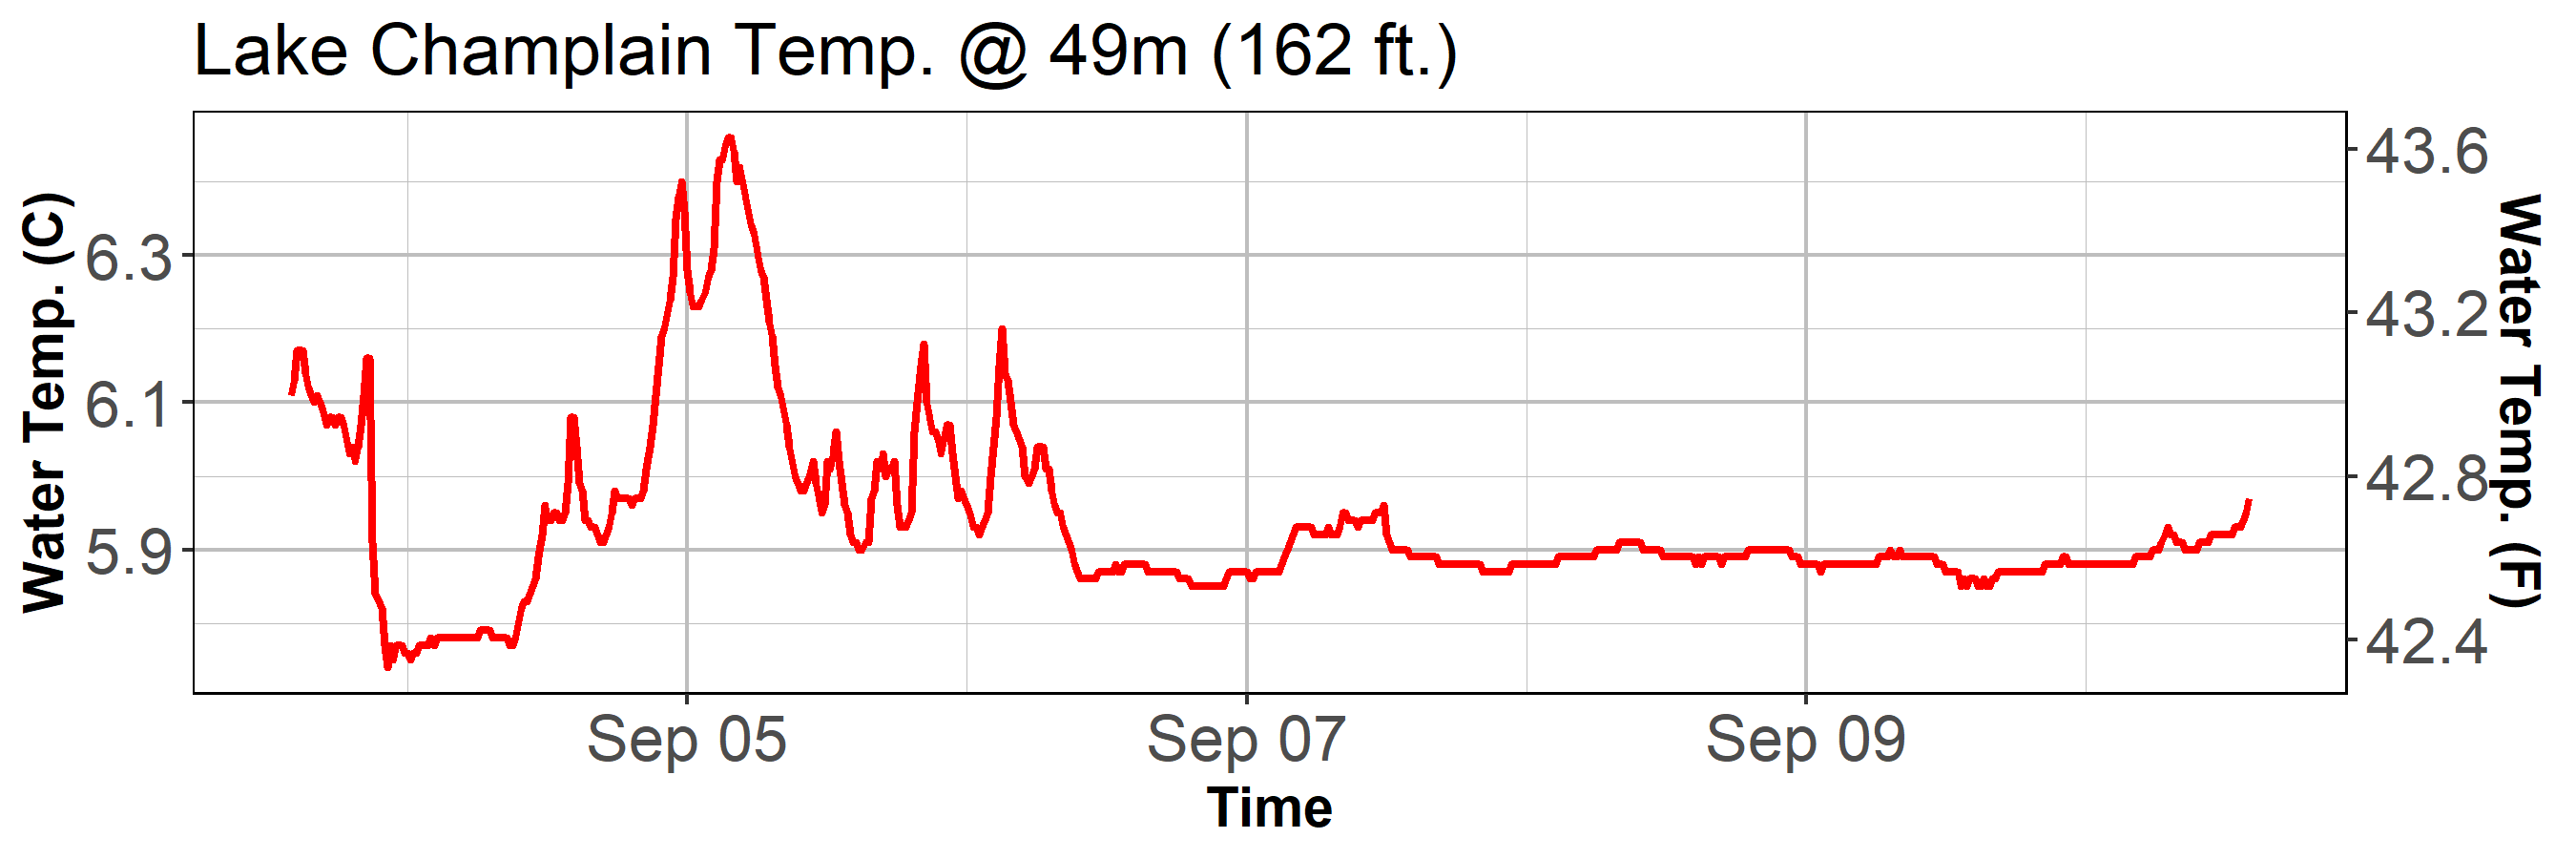 Lake Champlain Temp. @ 49m (162 ft.)
Water Temp. (C)
6.3
6.1
5.9
43.6
43.2
42.8
42.4
Water Temp. (F)
Sep 05 Sep 07 Sep 09
Time